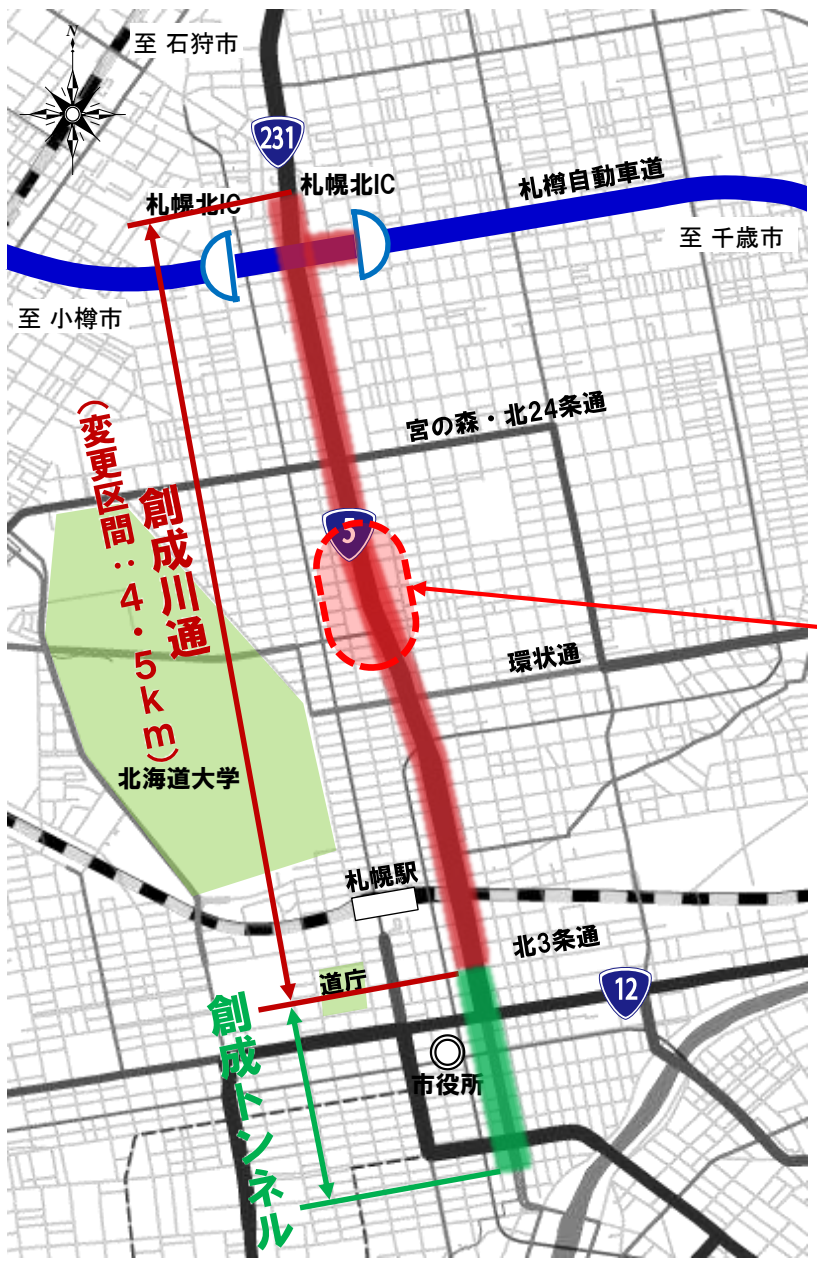 N
至 石狩市
231
札幌北IC
札幌北IC
札樽自動車道
至 千歳市
至 小樽市
宮の森・北24条通
創成川通
（変更区間：4.5km）
5
環状通
北海道大学
札幌駅
北3条通
道庁
12
創成トンネル
市役所